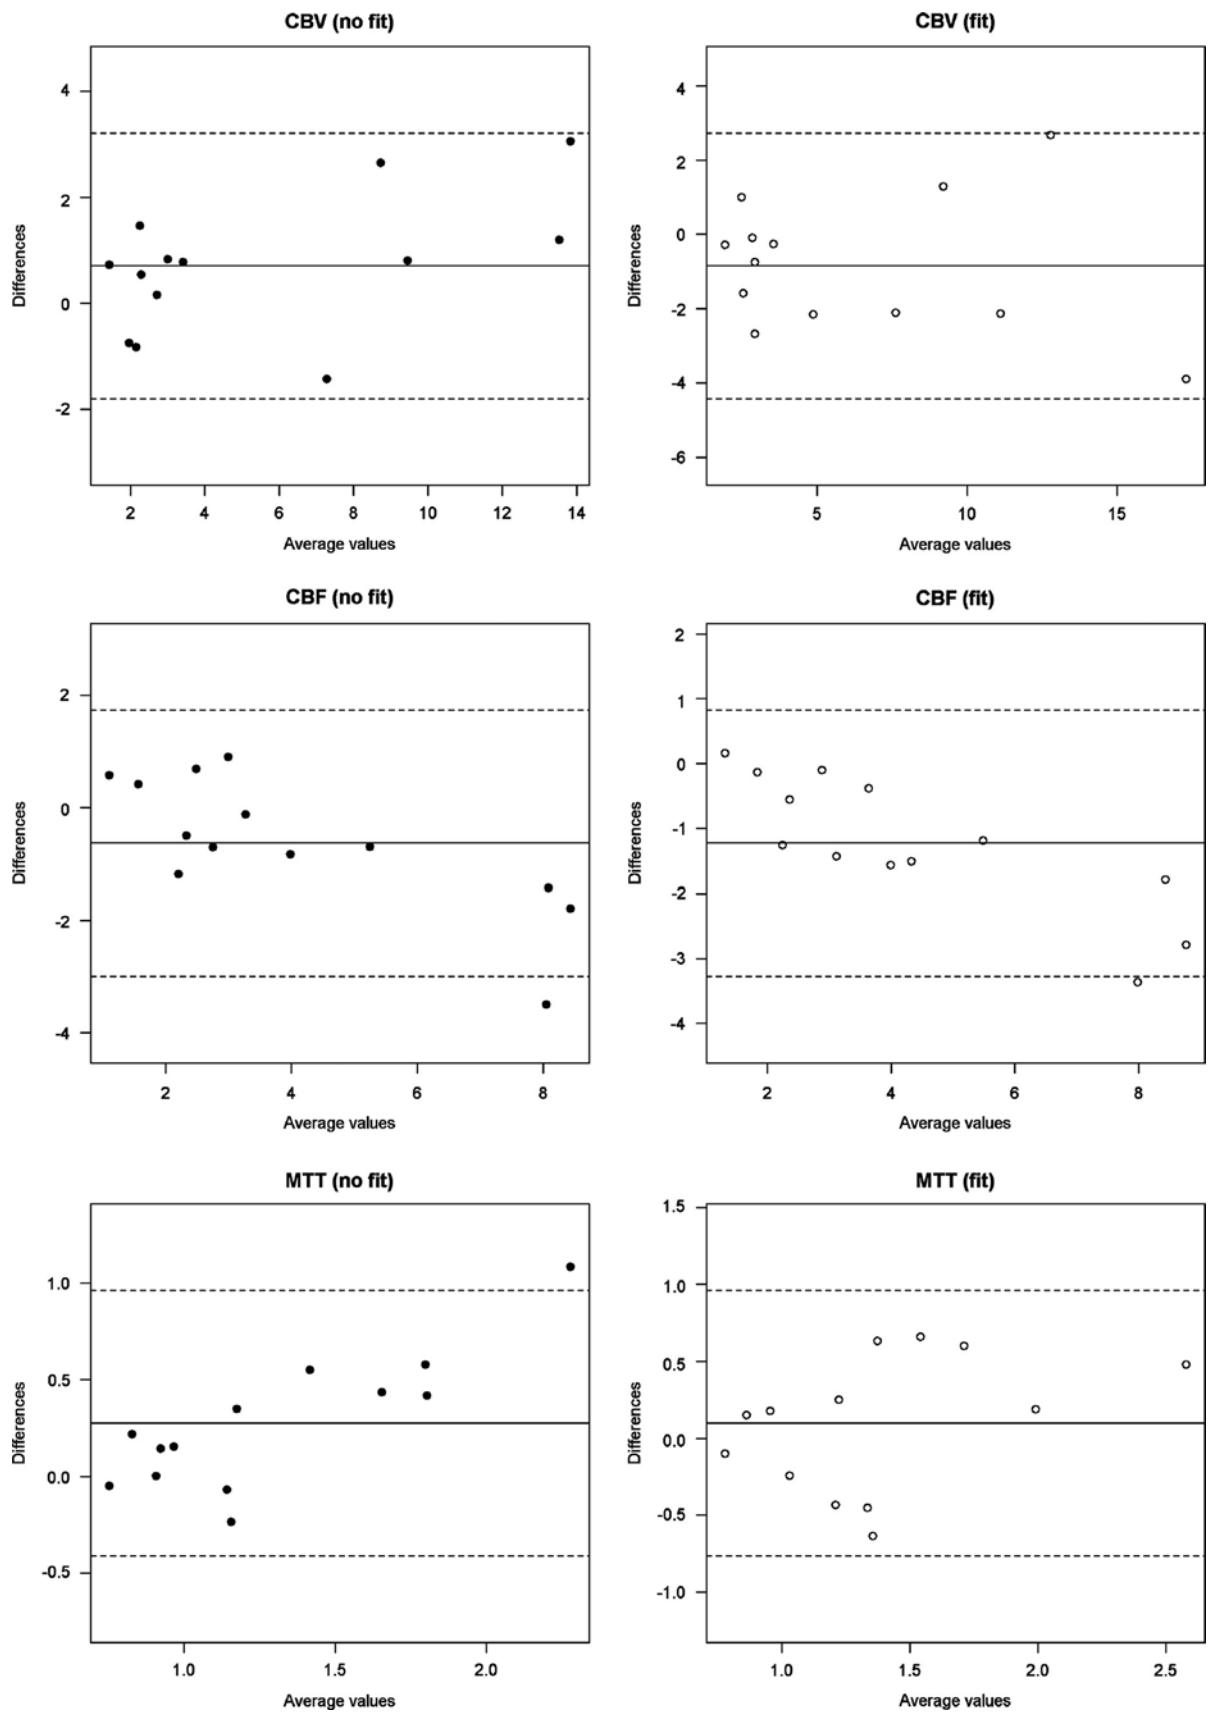 CBV (no fit)
4
2
0
-2
Differences
2 4 6 8 10 12 14
Average values
CBV (fit)
4
2
0
-2
-4
-6
Differences
5 10 15
Average values
CBF (no fit)
2
0
-2
-4
Differences
2 4 6 8
Average values
CBF (fit)
2
1
0
-1
-2
-3
-4
Differences
2 4 6 8
Average values
MTT (no fit)
1.0
0.5
0.0
-0.5
Differences
1.0 1.5 2.0
Average values
MTT (fit)
1.5
1.0
0.5
0.0
-0.5
-1.0
Differences
1.0 1.5 2.0 2.5
Average values